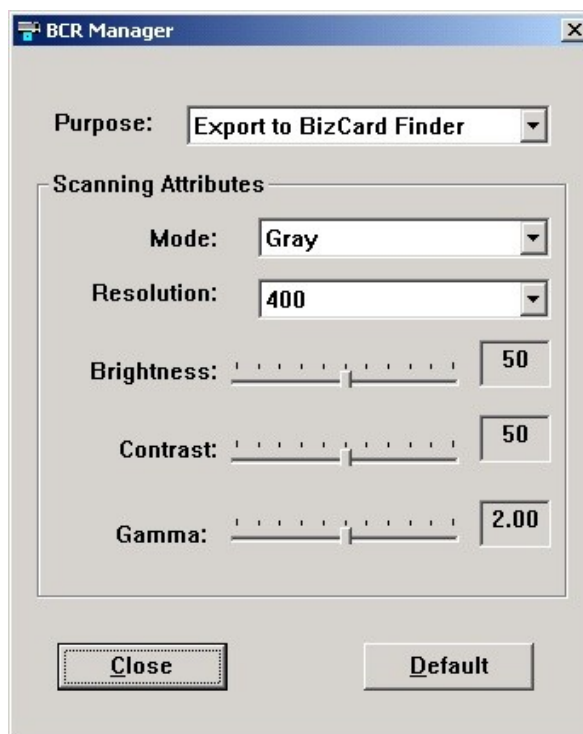 BCR Manager
Purpose: Export to BizCard Finder
Scanning Attributes
Mode: Gray
Resolution: 400
Brightness: 50
Contrast: 50
Gamma: 2.00
Close Default